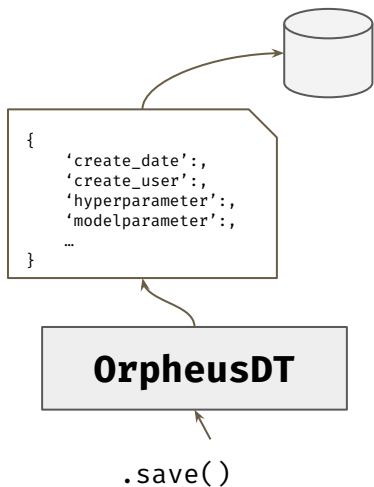 {
‘create_date’:,
‘create_user’:,
‘hyperparameter’:,
‘modelparameter’:,
…
}
OrpheusDT
.save()